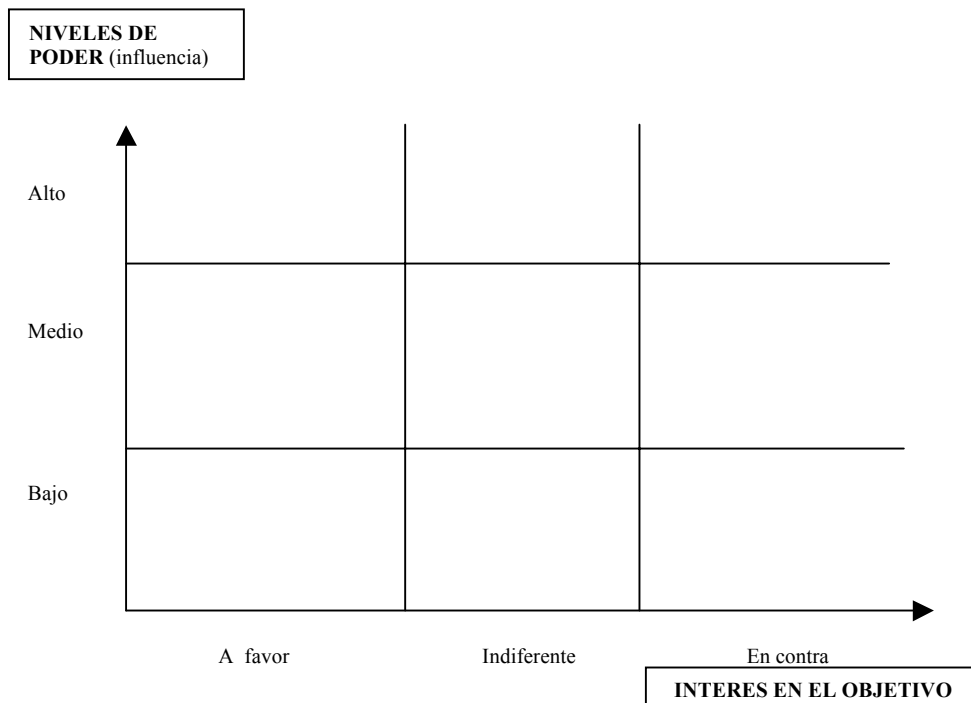 NIVELES DE
PODER (influencia)
Alto
Medio
Bajo
A favor
Indiferente
En contra
INTERES EN EL OBJETIVO